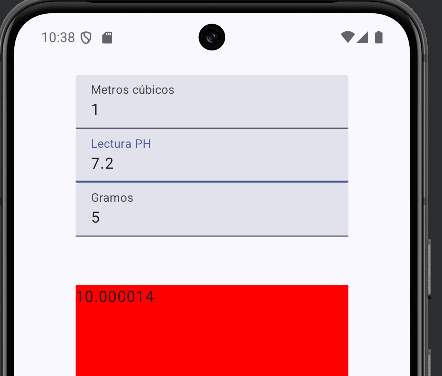 10:38
Metros cúbicos
1
Lectura PH
7.2
Gramos
5
10.000014